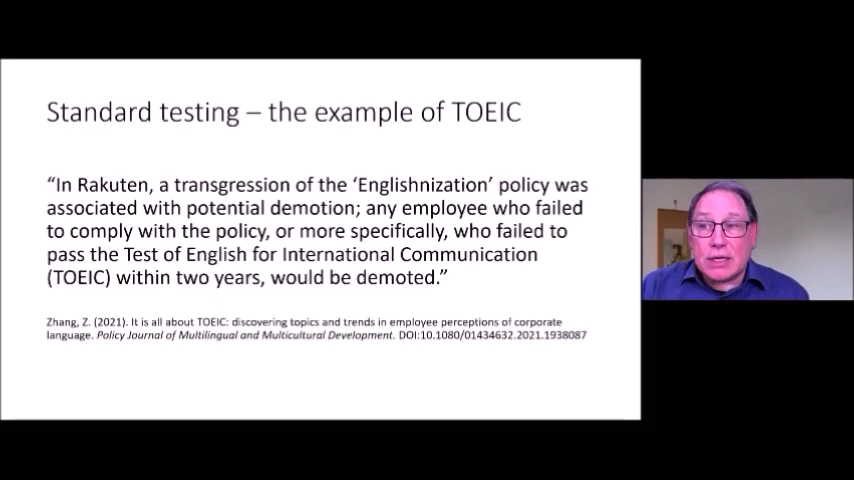 Standard testing – the example of TOEIC
“In Rakuten, a transgression of the ‘Englishnization’ policy was
associated with potential demotion; any employee who failed
to comply with the policy, or more specifically, who failed to
pass the Test of English for International Communication
(TOEIC) within two years, would be demoted.”
Zhang, Z. (2021). It is all about TOEIC: discovering topics and trends in employee perceptions of corporate
language. Policy Journal of Multilingual and Multicultural Development. DOI:10.1080/01434632.2021.1938087